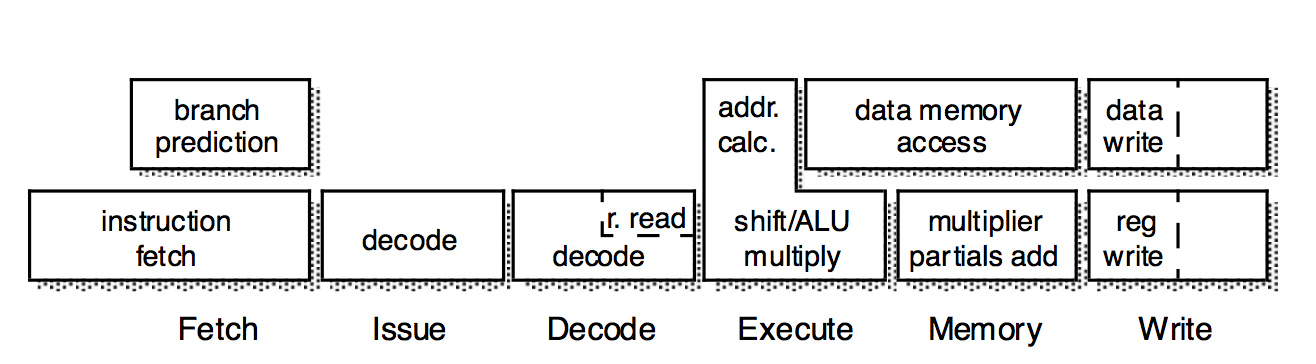 branch
prediction
addr.
calc.
data memory
access
data
write
instruction
fetch
decode
r. read
decode
shift/ALU
multiply
multiplier
partials add
reg
write
Fetch
Issue
Decode
Execute
Memory
Write